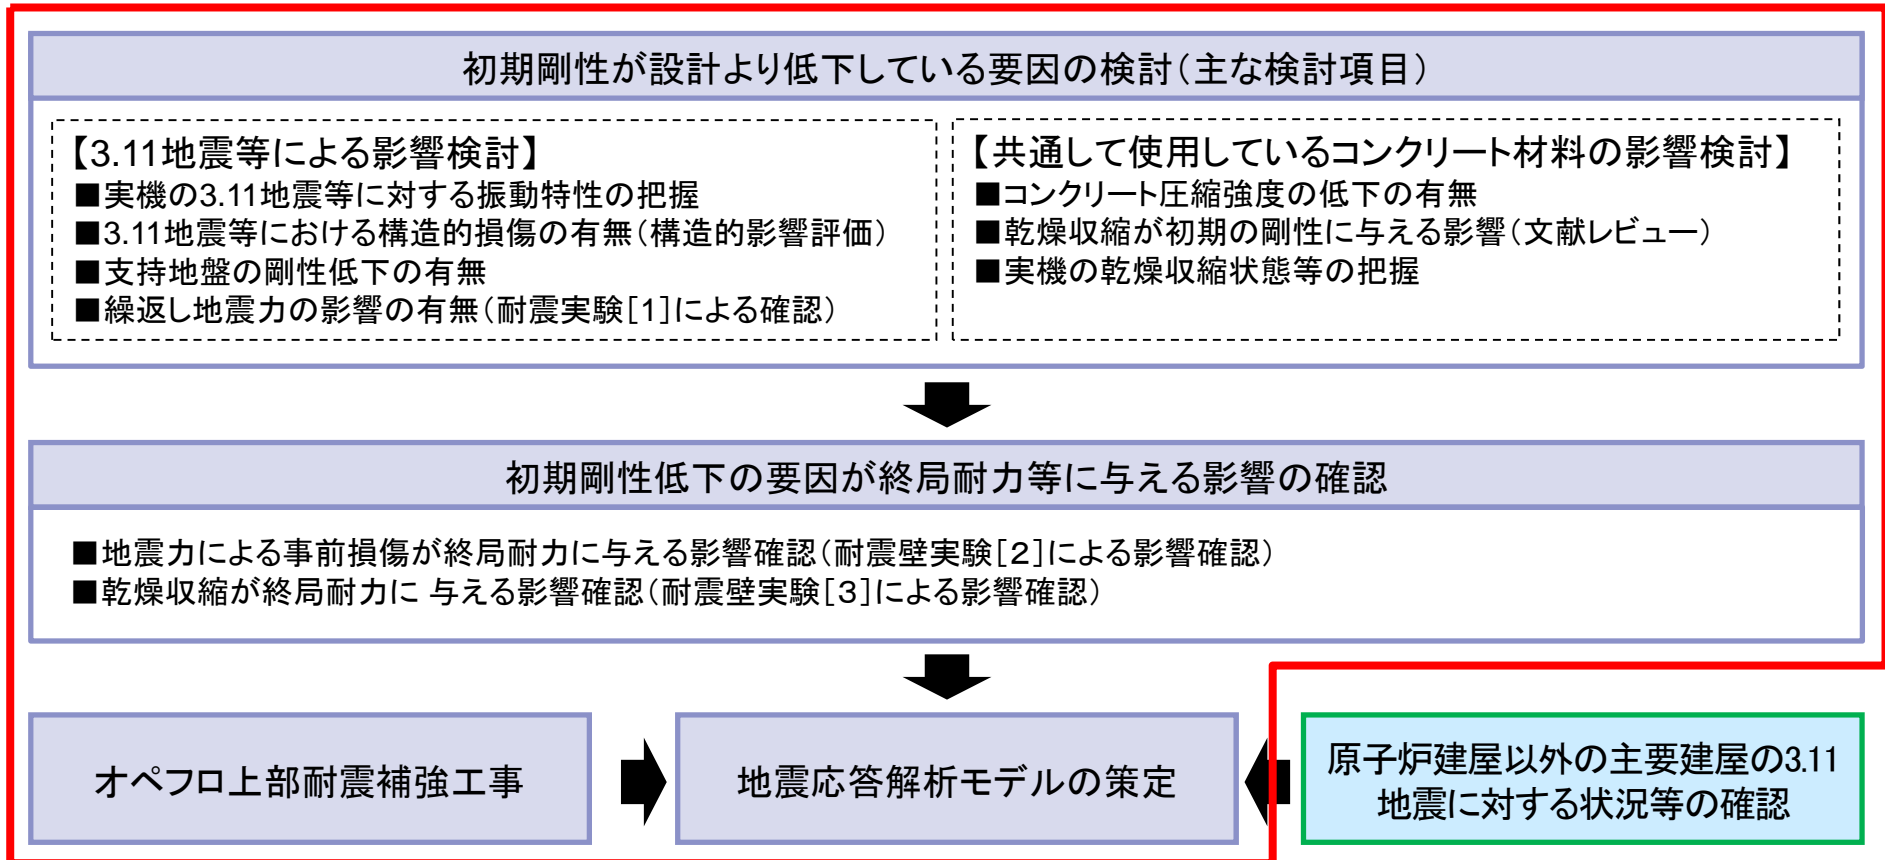 初期剛性が設計より低下している要因の検討（主な検討項目）
【3.11地震等による影響検討】
■実機の3.11地震等に対する振動特性の把握
■3.11地震等における構造的損傷の有無（構造的影響評価）
■支持地盤の剛性低下の有無
■繰返し地震力の影響の有無（耐震実験［1］による確認）
【共通して使用しているコンクリート材料の影響検討】
■コンクリート圧縮強度の低下の有無
■乾燥収縮が初期の剛性に与える影響（文献レビュー）
■実機の乾燥収縮状態等の把握
初期剛性低下の要因が終局耐力等に与える影響の確認
■地震力による事前損傷が終局耐力に与える影響確認（耐震壁実験［２］による影響確認）
■乾燥収縮が終局耐力に 与える影響確認（耐震壁実験［３］による影響確認）
オペフロ上部耐震補強工事
地震応答解析モデルの策定
原子炉建屋以外の主要建屋の3.11
地震に対する状況等の確認